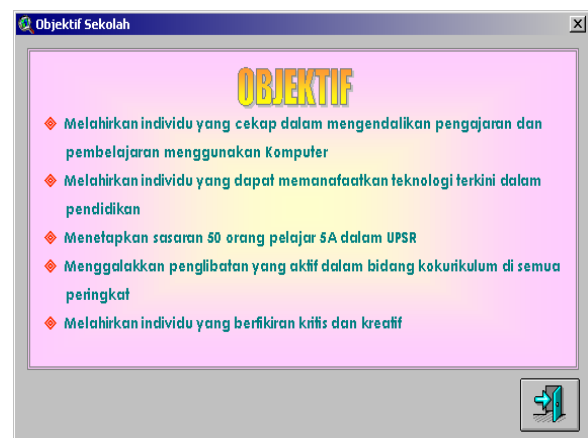 Objektif Sekolah
OBJEKTIF
Melahirkan individu yang cekap dalam mengendalikan pengajaran dan
pembelajaran menggunakan Komputer
Melahirkan individu yang dapat memanafaatkan teknologi terkini dalam
pendidikan
Menetapkan sasaran 50 orang pelajar 5A dalam UPSR
Menggalakkan penglibatan yang aktif dalam bidang kokurikulum di semua
peringkat
Melahirkan individu yang berfikiran kritis dan kreatif